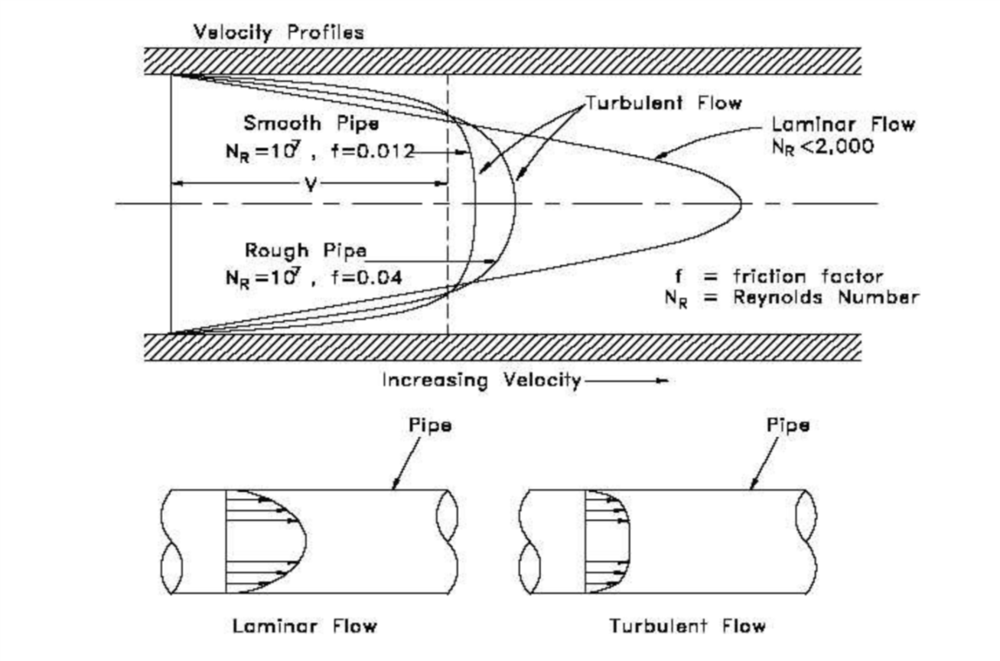 Velocity Profiles
Turbulent Flow
Smooth Pipe
N_R=10^7 , f=0.012
Laminar Flow
N_R<2,000
V
Rough Pipe
N_R=10^7 , f=0.04
f = friction factor
N_R = Reynolds Number
Increasing Velocity
Pipe
Pipe
Laminar Flow
Turbulent Flow